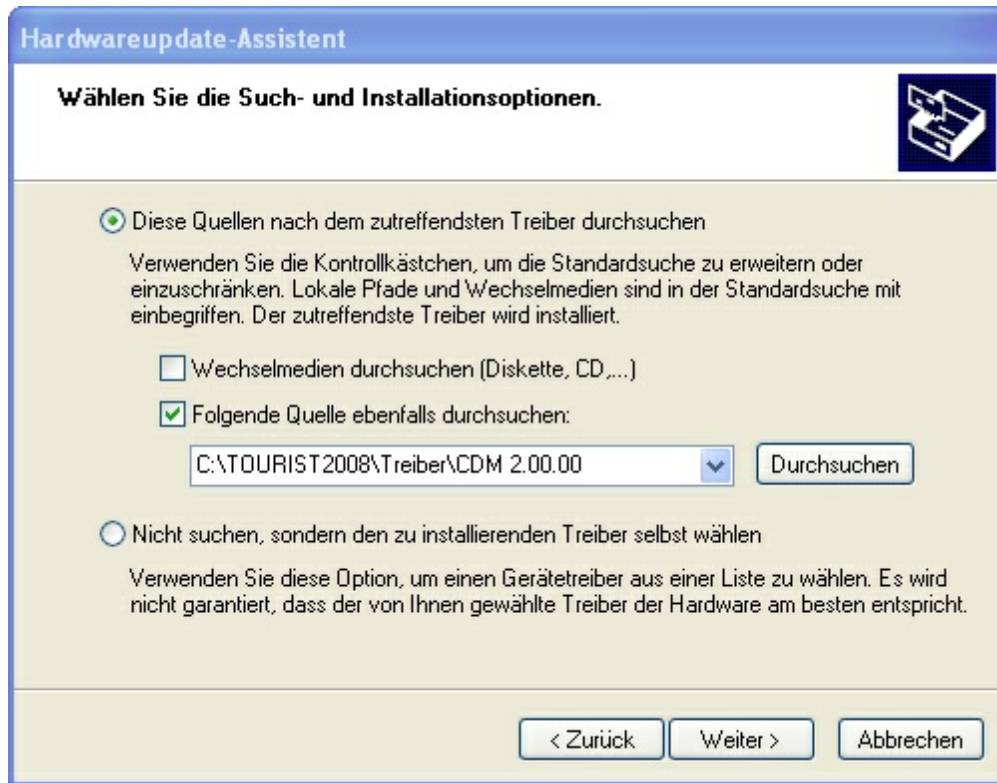 Hardwareupdate-Assistent
Wählen Sie die Such- und Installationsoptionen.
Diese Quellen nach dem zutreffendsten Treiber durchsuchen
Verwenden Sie die Kontrollkästchen, um die Standardsuche zu erweitern oder
einzuschränken. Lokale Pfade und Wechselmedien sind in der Standardsuche mit
einbegriffen. Der zutreffendste Treiber wird installiert.
Wechselmedien durchsuchen (Diskette, CD,...)
Folgende Quelle ebenfalls durchsuchen:
C:\TOURIST2008\Treiber\CDM 2.00.00
Durchsuchen
Nicht suchen, sondern den zu installierenden Treiber selbst wählen
Verwenden Sie diese Option, um einen Gerätetreiber aus einer Liste zu wählen. Es wird
nicht garantiert, dass der von Ihnen gewählte Treiber der Hardware am besten entspricht.
< Zurück
Weiter >
Abbrechen